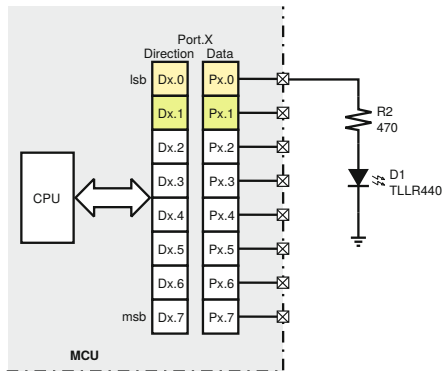 Port.X
Direction Data
lsb Dx.0 Px.0
Dx.1 Px.1
Dx.2 Px.2
Dx.3 Px.3
Dx.4 Px.4
Dx.5 Px.5
Dx.6 Px.6
msb Dx.7 Px.7
CPU
MCU
R2
470
D1
TLLR440